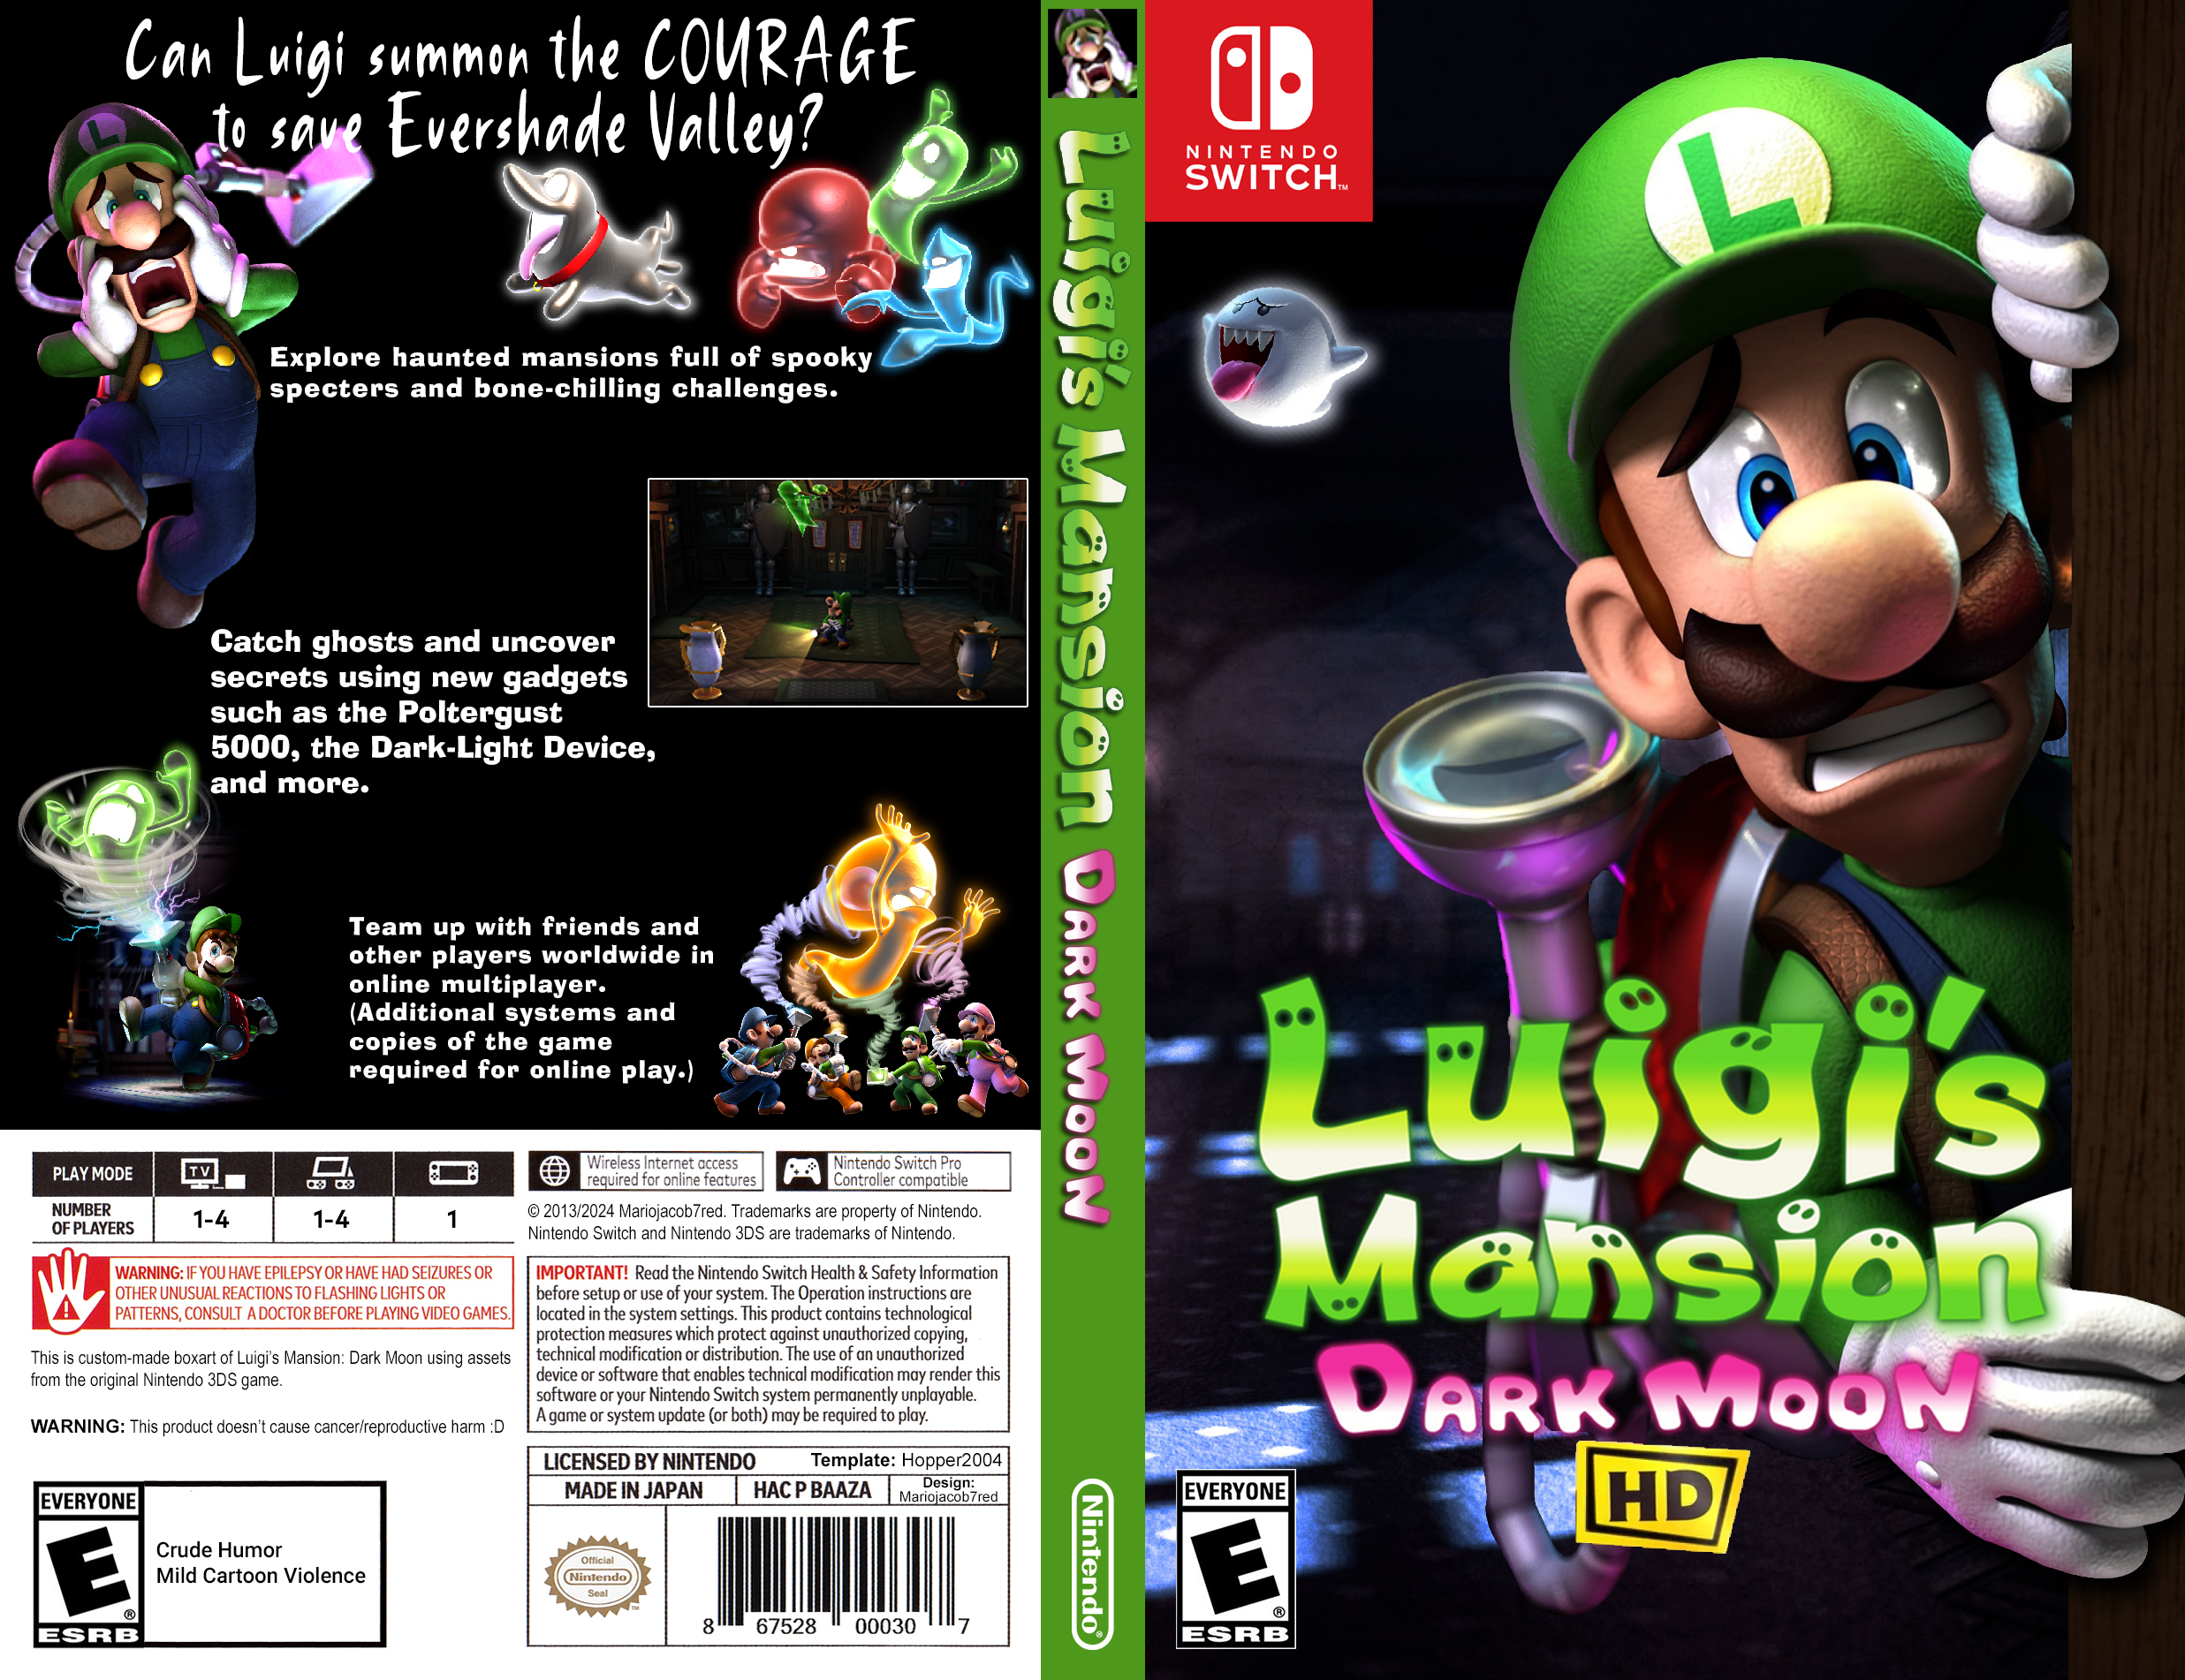 Can Luigi summon the COURAGE
to save Evershade Valley?
Explore haunted mansions full of spooky
specters and bone-chilling challenges.
Catch ghosts and uncover
secrets using new gadgets
such as the Poltergust
5000, the Dark-Light Device,
and more.
Team up with friends and
other players worldwide in
online multiplayer.
(Additional systems and
copies of the game
required for online play.)
PLAY MODE
TV
NUMBER
OF PLAYERS
1-4
1-4
1
Wireless Internet access
required for online features
Nintendo Switch Pro
Controller compatible
© 2013/2024 Mariojacob7red. Trademarks are property of Nintendo.
Nintendo Switch and Nintendo 3DS are trademarks of Nintendo.
WARNING: IF YOU HAVE EPILEPSY OR HAVE HAD SEIZURES OR
OTHER UNUSUAL REACTIONS TO FLASHING LIGHTS OR
PATTERNS, CONSULT A DOCTOR BEFORE PLAYING VIDEO GAMES.
This is custom-made boxart of Luigi's Mansion: Dark Moon using assets
from the original Nintendo 3DS game.
WARNING: This product doesn't cause cancer/reproductive harm :D
IMPORTANT! Read the Nintendo Switch Health & Safety Information
before setup or use of your system. The Operation instructions are
located in the system settings. This product contains technological
protection measures which protect against unauthorized copying,
technical modification or distribution. The use of an unauthorized
device or software that enables technical modification may render this
software or your Nintendo Switch system permanently unplayable.
A game or system update (or both) may be required to play.
LICENSED BY NINTENDO
Template: Hopper2004
MADE IN JAPAN
HAC P BAAZA
Design:
Mariojacob7red
Official
Nintendo
Seal
TM
8 67528 00030 7
EVERYONE
E
®
ESRB
Crude Humor
Mild Cartoon Violence
Luigi's Mansion DARK MOON
Nintendo®
NINTENDO
SWITCH™
L
Luigi's
Mansion
DARK MOON
HD
EVERYONE
E
®
ESRB